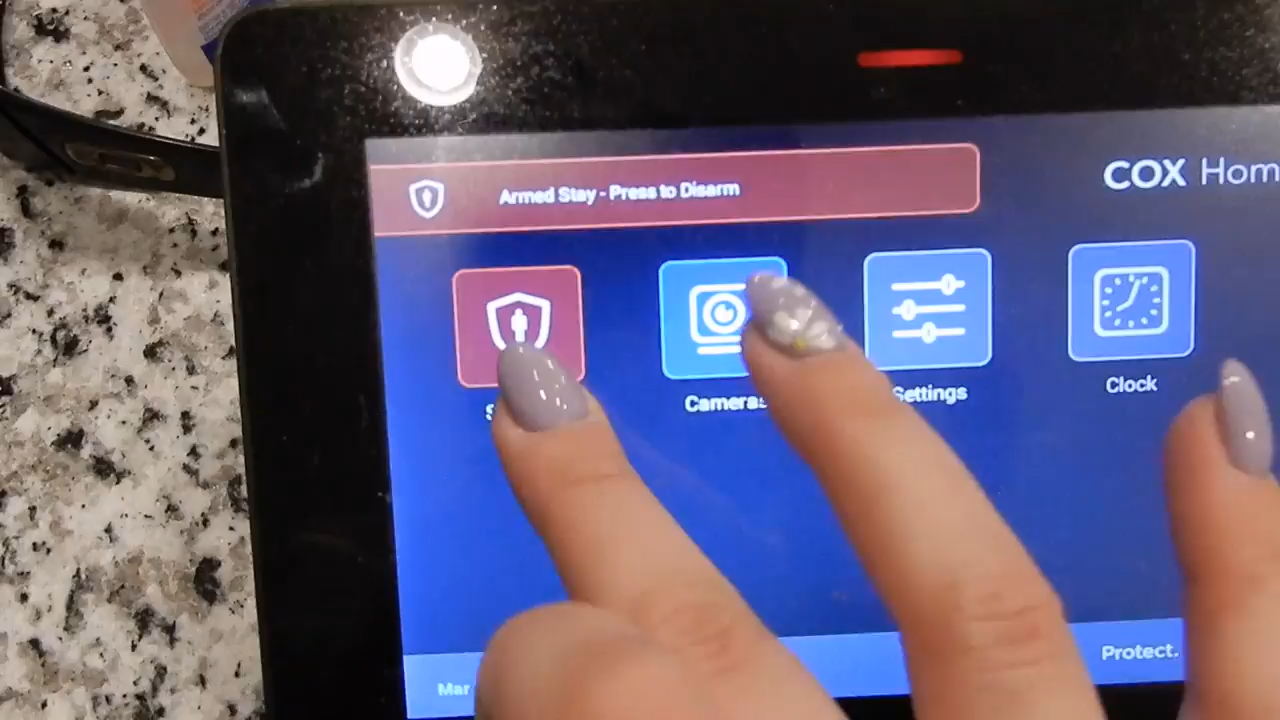 Armed Stay - Press to Disarm
COX Hom
Cameras
Settings
Clock
Protect.
Mar